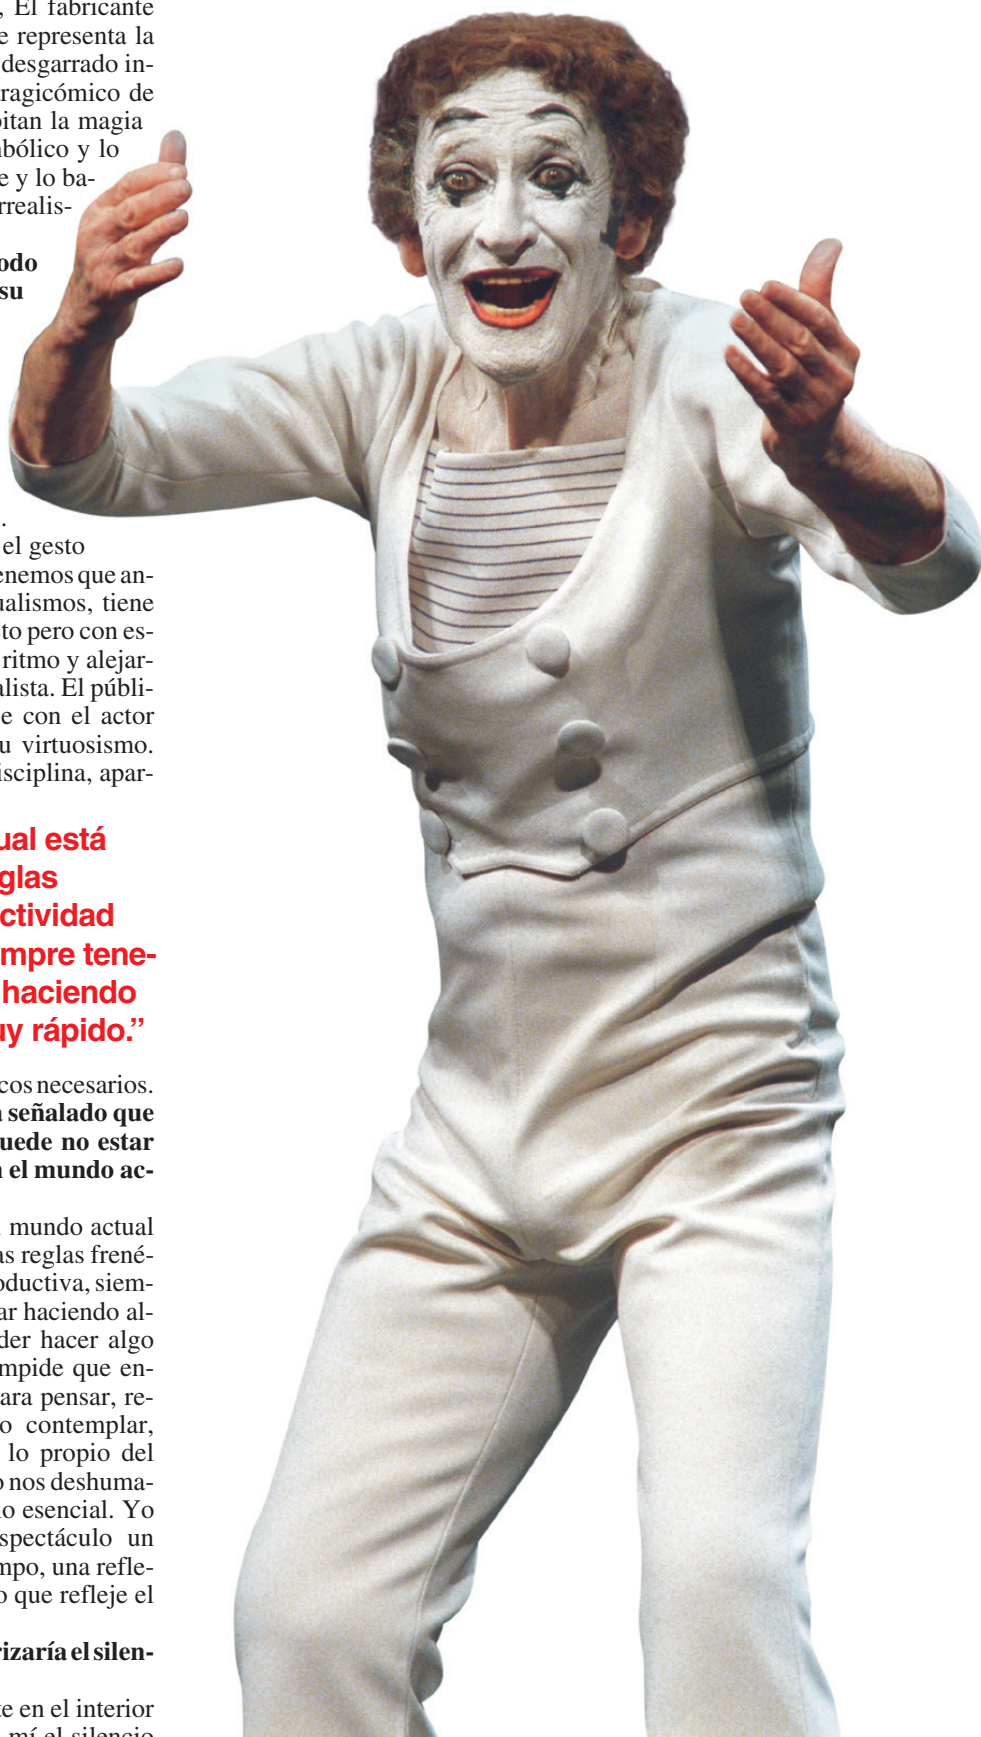 , El fabricante
e representa la
desgarrado in-
ragicómico de
itan la magia
bólico y lo
e y lo ba-
rrealis-
odo
su
.
el gesto
enemos que an-
ualismos, tiene
to pero con es-
ritmo y alejar-
alista. El públi-
e con el actor
u virtuosismo.
isciplina, apar-
ual está
glas
ctividad
mpre tene-
haciendo
uy rápido.”
cos necesarios.
a señalado que
uede no estar
n el mundo ac-
mundo actual
as reglas frené-
oductiva, siem-
ar haciendo al-
der hacer algo
mpide que en-
ara pensar, re-
o contemplar,
lo propio del
o nos deshuma-
o esencial. Yo
spectáculo un
mpo, una refle-
o que refleje el
rizaría el silen-
te en el interior
mí el silencio